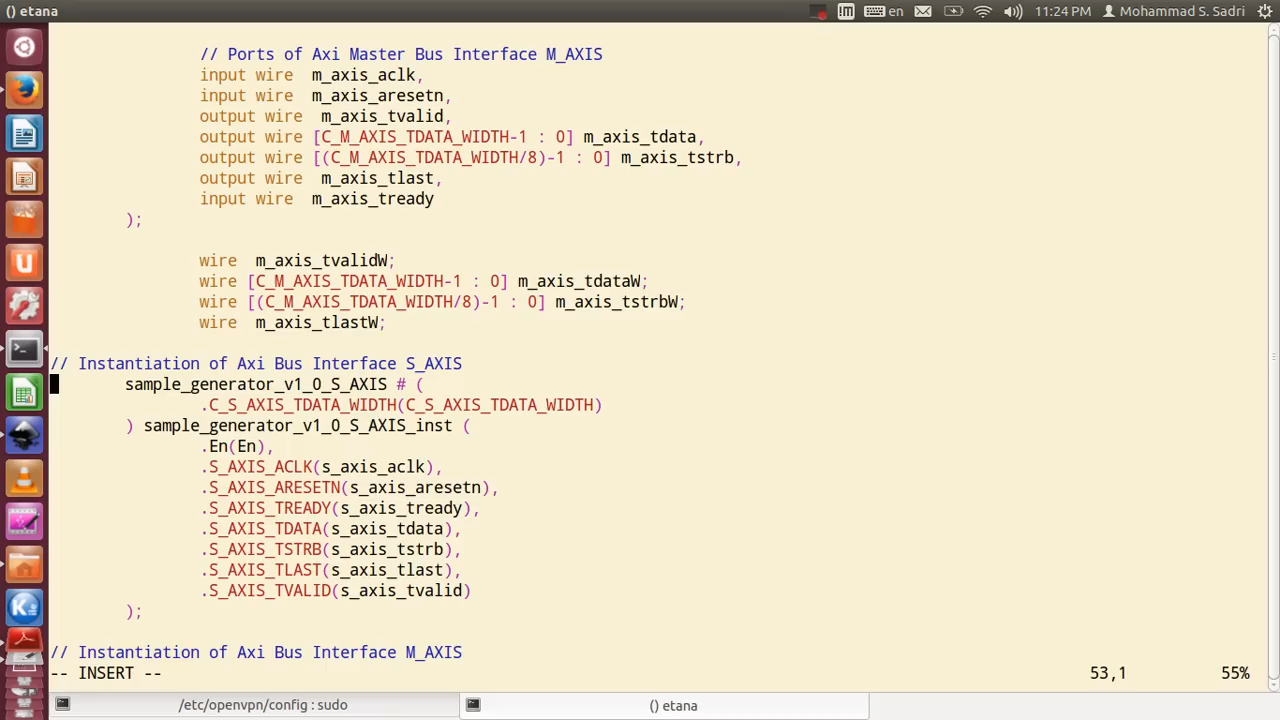 () etana
en
11:24 PM
Mohammad S. Sadri
// Ports of Axi Master Bus Interface M_AXIS
input wire  m_axis_aclk,
input wire  m_axis_aresetn,
output wire  m_axis_tvalid,
output wire [C_M_AXIS_TDATA_WIDTH-1 : 0] m_axis_tdata,
output wire [(C_M_AXIS_TDATA_WIDTH/8)-1 : 0] m_axis_tstrb,
output wire  m_axis_tlast,
input wire  m_axis_tready
);
wire  m_axis_tvalidW;
wire [C_M_AXIS_TDATA_WIDTH-1 : 0] m_axis_tdataW;
wire [(C_M_AXIS_TDATA_WIDTH/8)-1 : 0] m_axis_tstrbW;
wire  m_axis_tlastW;
// Instantiation of Axi Bus Interface S_AXIS
sample_generator_v1_0_S_AXIS # (
.C_S_AXIS_TDATA_WIDTH(C_S_AXIS_TDATA_WIDTH)
) sample_generator_v1_0_S_AXIS_inst (
.En(En),
.S_AXIS_ACLK(s_axis_aclk),
.S_AXIS_ARESETN(s_axis_aresetn),
.S_AXIS_TREADY(s_axis_tready),
.S_AXIS_TDATA(s_axis_tdata),
.S_AXIS_TSTRB(s_axis_tstrb),
.S_AXIS_TLAST(s_axis_tlast),
.S_AXIS_TVALID(s_axis_tvalid)
);
// Instantiation of Axi Bus Interface M_AXIS
-- INSERT --
53,1
55%
/etc/openvpn/config : sudo
() etana